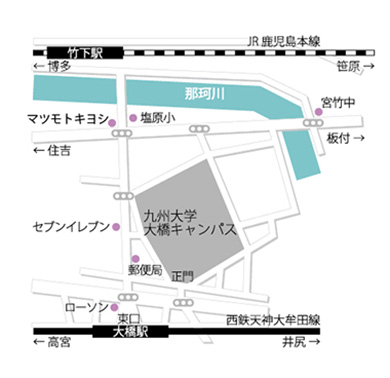 JR 鹿児島本線
竹下駅
← 博多
笹原 →
那珂川
宮竹中
マツモトキヨシ
塩原小
板付 →
← 住吉
九州大学
大橋キャンパス
セブンイレブン
郵便局
正門
ローソン
東口
西鉄天神大牟田線
大橋駅
← 高宮
井尻 →